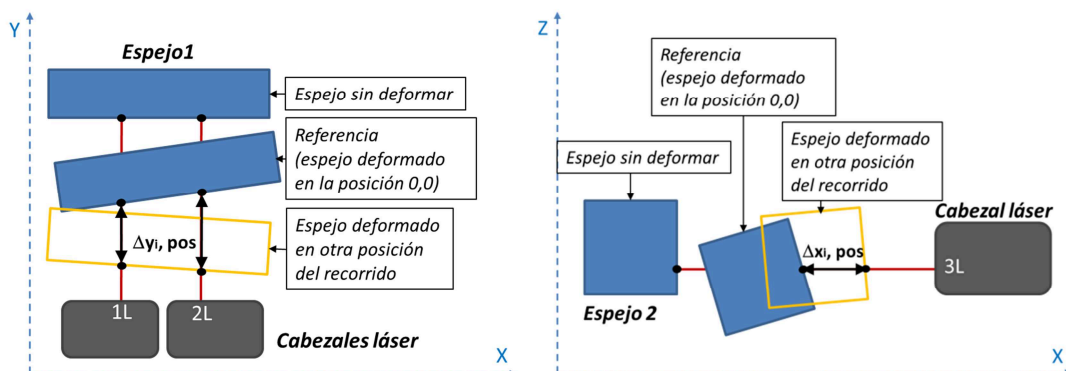 Y
Espejo1
Espejo sin deformar
Referencia
(espejo deformado
en la posición 0,0)
Δyi, pos
Espejo deformado
en otra posición
del recorrido
1L
2L
Cabezales láser
X
Z
Referencia
(espejo deformado
en la posición 0,0)
Espejo deformado
en otra posición
del recorrido
Espejo sin deformar
Cabezal láser
Δxi, pos
3L
Espejo 2
X